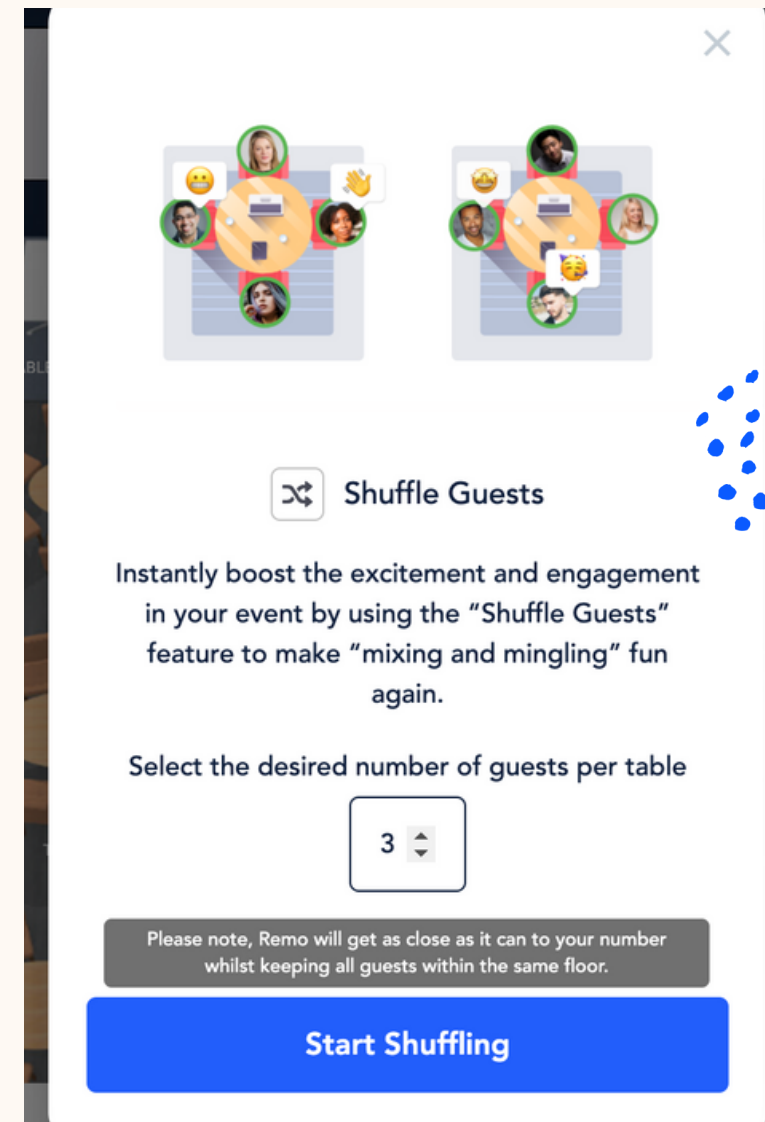 Shuffle Guests
Instantly boost the excitement and engagement
in your event by using the “Shuffle Guests”
feature to make “mixing and mingling” fun
again.
Select the desired number of guests per table
3
Please note, Remo will get as close as it can to your number
whilst keeping all guests within the same floor.
Start Shuffling